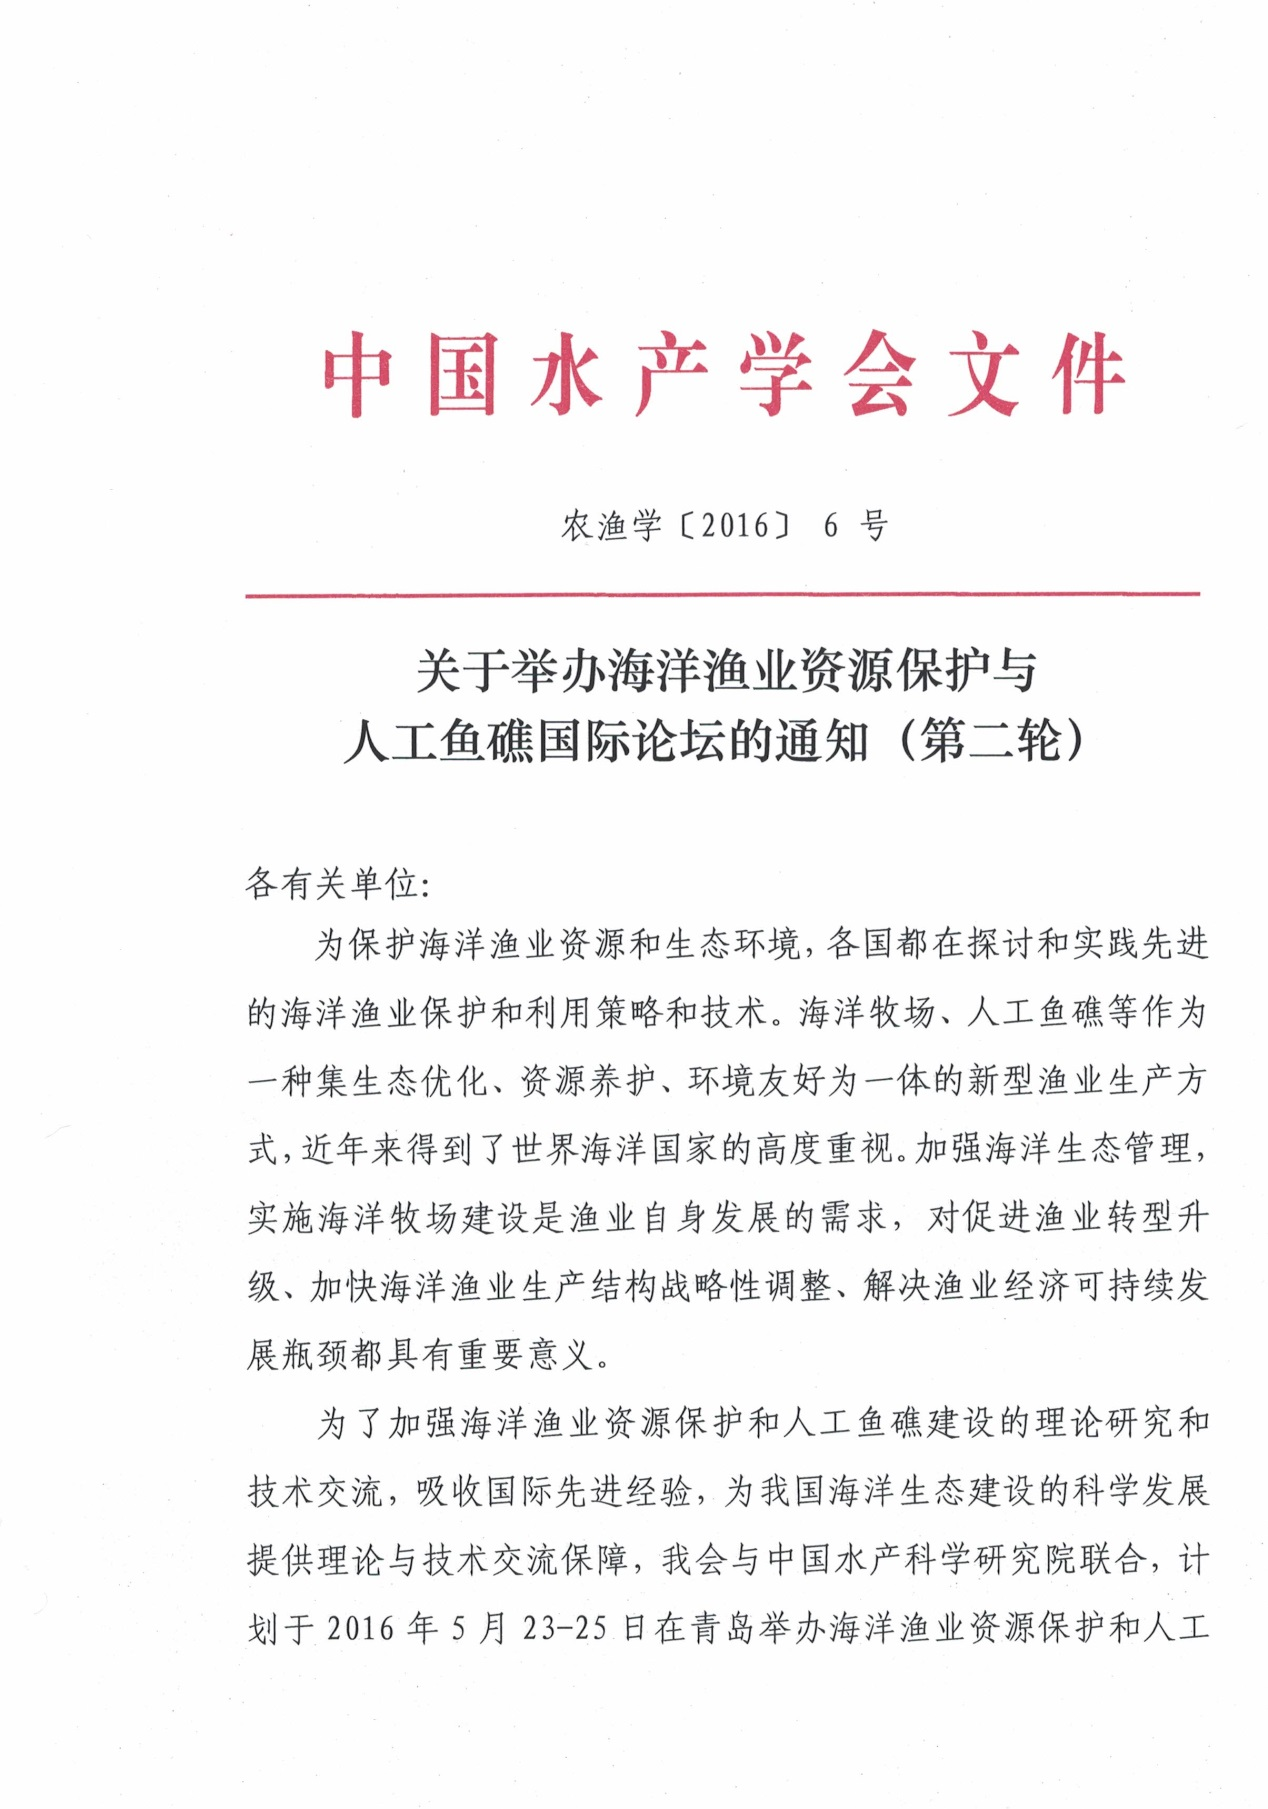 中国水产学会文件
农渔学〔2016〕 6 号
关于举办海洋渔业资源保护与
人工鱼礁国际论坛的通知（第二轮）
各有关单位：
为保护海洋渔业资源和生态环境，各国都在探讨和实践先进
的海洋渔业保护和利用策略和技术。海洋牧场、人工鱼礁等作为
一种集生态优化、资源养护、环境友好为一体的新型渔业生产方
式，近年来得到了世界海洋国家的高度重视。加强海洋生态管理，
实施海洋牧场建设是渔业自身发展的需求，对促进渔业转型升
级、加快海洋渔业生产结构战略性调整、解决渔业经济可持续发
展瓶颈都具有重要意义。
为了加强海洋渔业资源保护和人工鱼礁建设的理论研究和
技术交流，吸收国际先进经验，为我国海洋生态建设的科学发展
提供理论与技术交流保障，我会与中国水产科学研究院联合，计
划于 2016 年 5 月 23-25 日在青岛举办海洋渔业资源保护和人工